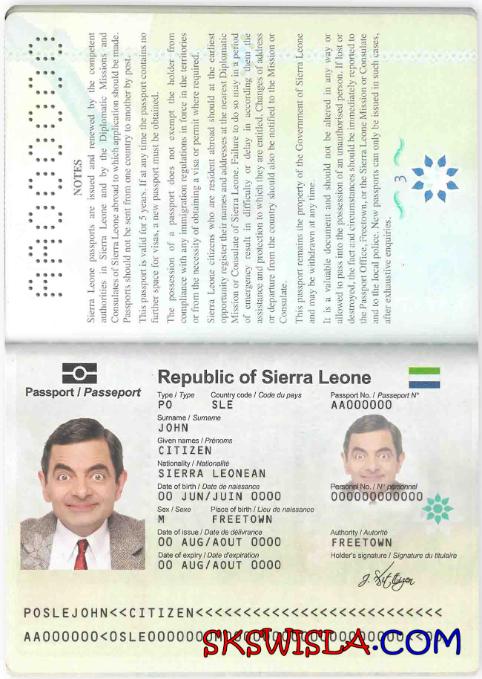 AA000000
NOTES
Sierra Leone passports are issued and renewed by the competent
authorities in Sierra Leone and by the Diplomatic Missions and
Consulates of Sierra Leone abroad to which application should be made.
Passports should not be sent from one country to another by post.
This passport is valid for 5 years. If at any time the passport contains no
further space for visas, a new passport must be obtained.
The possession of a passport does not exempt the holder from
compliance with any immigration regulations in force in the territories
or from the necessity of obtaining a visa or permit where required.
Sierra Leone citizens who are resident abroad should at the earliest
opportunity register their names and addresses at the nearest Diplomatic
Mission or Consulate of Sierra Leone. Failure to do so may in a period
of emergency result in difficulty or delay in according them the
assistance and protection to which they are entitled. Changes of address
or departure from the country should also be notified to the Mission or
Consulate.
This passport remains the property of the Government of Sierra Leone
and may be withdrawn at any time.
It is a valuable document and should not be altered in any way or
allowed to pass into the possession of an unauthorised person. If lost or
destroyed, the fact and circumstances should be immediately reported to
the Passport Office, Freetown, or the Sierra Leone Mission or Consulate
and to the local police. New passports can only be issued in such cases,
after exhaustive enquiries.
3
Passport / Passeport
Republic of Sierra Leone
Type / Type Country code / Code du pays Passport No. / Passeport N°
PO SLE AA000000
Surname / Surnome
JOHN
Given names / Prénoms
CITIZEN
Nationality / Nationalité
SIERRA LEONEAN
Date of birth / Date de naissance Personel No. / N° personnel
00 JUN/JUIN 0000 000000000000
Sex / Sexe Place of birth / Lieu de naissance
M FREETOWN
Date of issue / Date de délivrance Authority / Autorité
00 AUG/AOUT 0000 FREETOWN
Date of expiry / Date d'expiration Holder's signature / Signature du titulaire
00 AUG/AOUT 0000
J. Citizen
POSLEJOHN<<CITIZEN<<<<<<<<<<<<<<<<<<<<<<<<<<
AA000000<OSLE0000000
SKSWISLA.COM